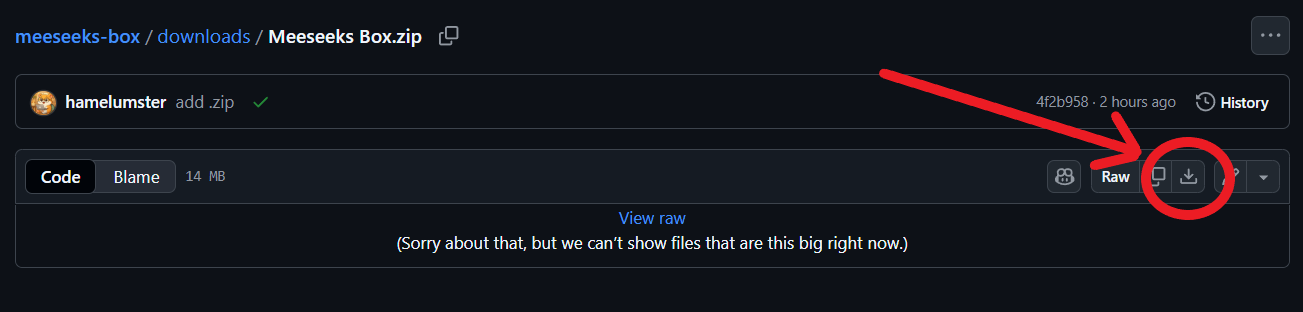 meeseeks-box / downloads / Meeseeks Box.zip
hamelumster add .zip 4f2b958 · 2 hours ago History
Code Blame 14 MB Raw
View raw
(Sorry about that, but we can’t show files that are this big right now.)